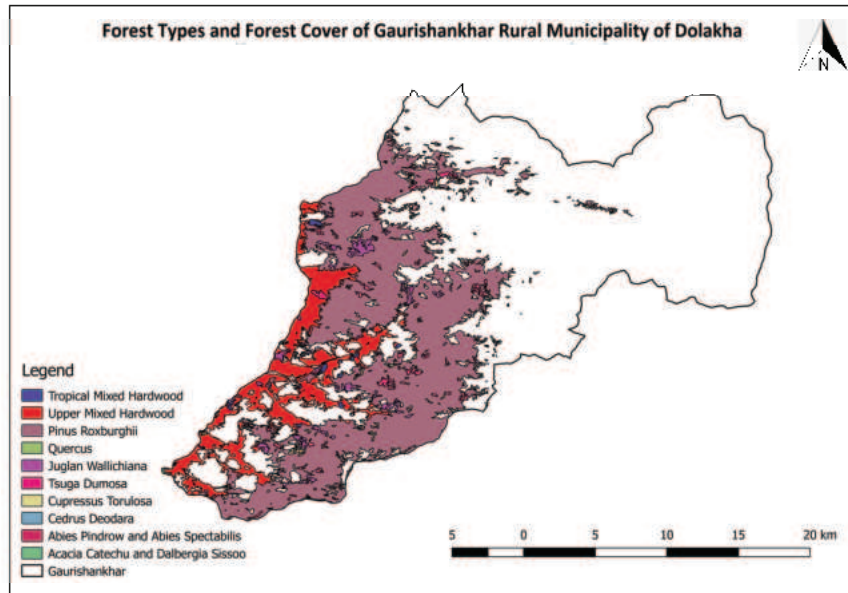 Forest Types and Forest Cover of Gaurishankhar Rural Municipality of Dolakha
N
Legend
Tropical Mixed Hardwood
Upper Mixed Hardwood
Pinus Roxburghii
Quercus
Juglan Wallichiana
Tsuga Dumosa
Cupressus Torulosa
Cedrus Deodara
Abies Pindrow and Abies Spectabilis
Acacia Catechu and Dalbergia Sissoo
Gaurishankhar
5 0 5 10 15 20 km